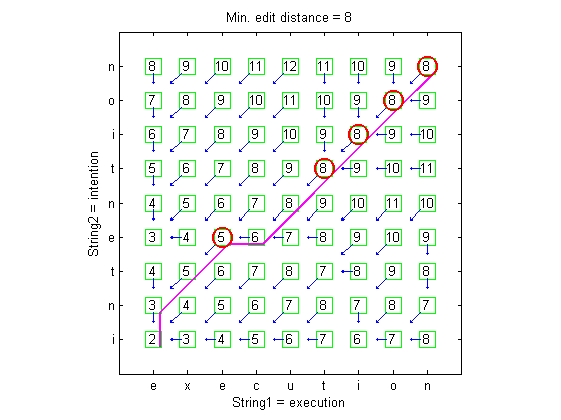 Min. edit distance = 8
n 8 9 10 11 12 11 10 9 8
o 7 8 9 10 11 10 9 8 9
i 6 7 8 9 10 9 8 9 10
t 5 6 7 8 9 8 9 10 11
n 4 5 6 7 8 9 10 11 10
e 3 4 5 6 7 8 9 10 9
t 4 5 6 7 8 7 8 9 8
n 3 4 5 6 7 8 7 8 7
i 2 3 4 5 6 7 6 7 8
e x e c u t i o n
String1 = execution
String2 = intention